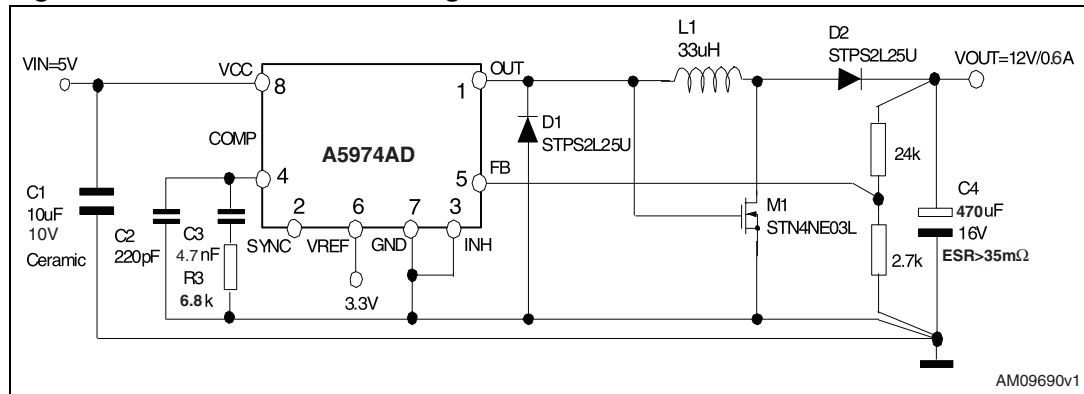 VIN=5V
VCC
8
COMP
4
A5974AD
OUT
1
FB
5
2
6
7
3
SYNC
VREF
GND
INH
3.3V
C1
10uF
10V
Ceramic
C2
220pF
C3
4.7nF
R3
6.8k
D1
STPS2L25U
L1
33uH
D2
STPS2L25U
VOUT=12V/0.6A
24k
M1
STN4NE03L
2.7k
C4
470uF
16V
ESR>35mΩ
AM09690v1